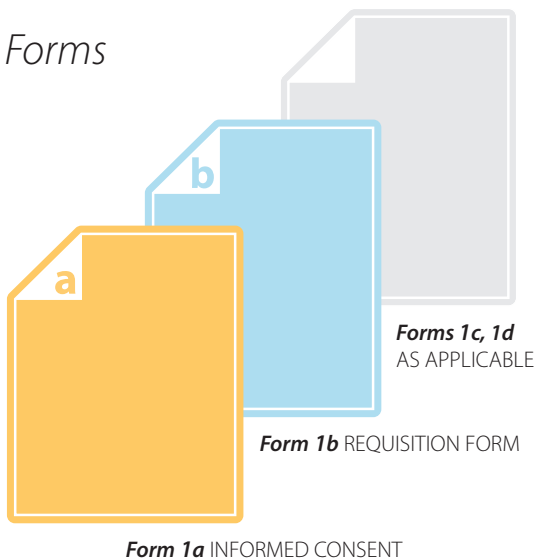 Forms
b
a
Forms 1c, 1d
AS APPLICABLE
Form 1b REQUISITION FORM
Form 1a INFORMED CONSENT